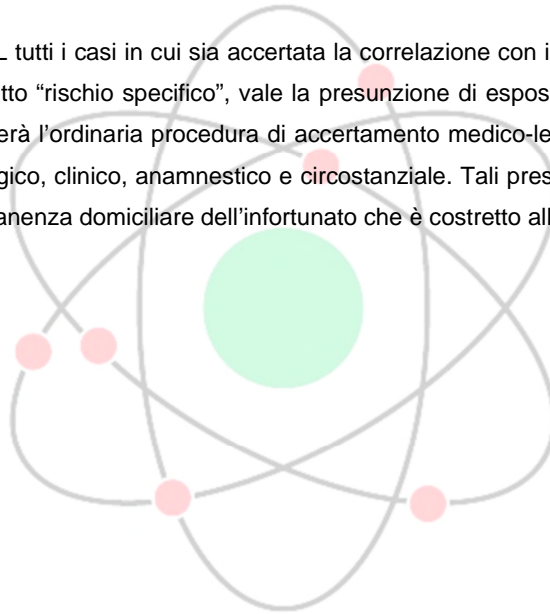 L tutti i casi in cui sia accertata la correlazione con i
tto “rischio specifico”, vale la presunzione di espos
erà l’ordinaria procedura di accertamento medico-le
gico, clinico, anamnestico e circostanziale. Tali pres
anenza domiciliare dell’infortunato che è costretto all